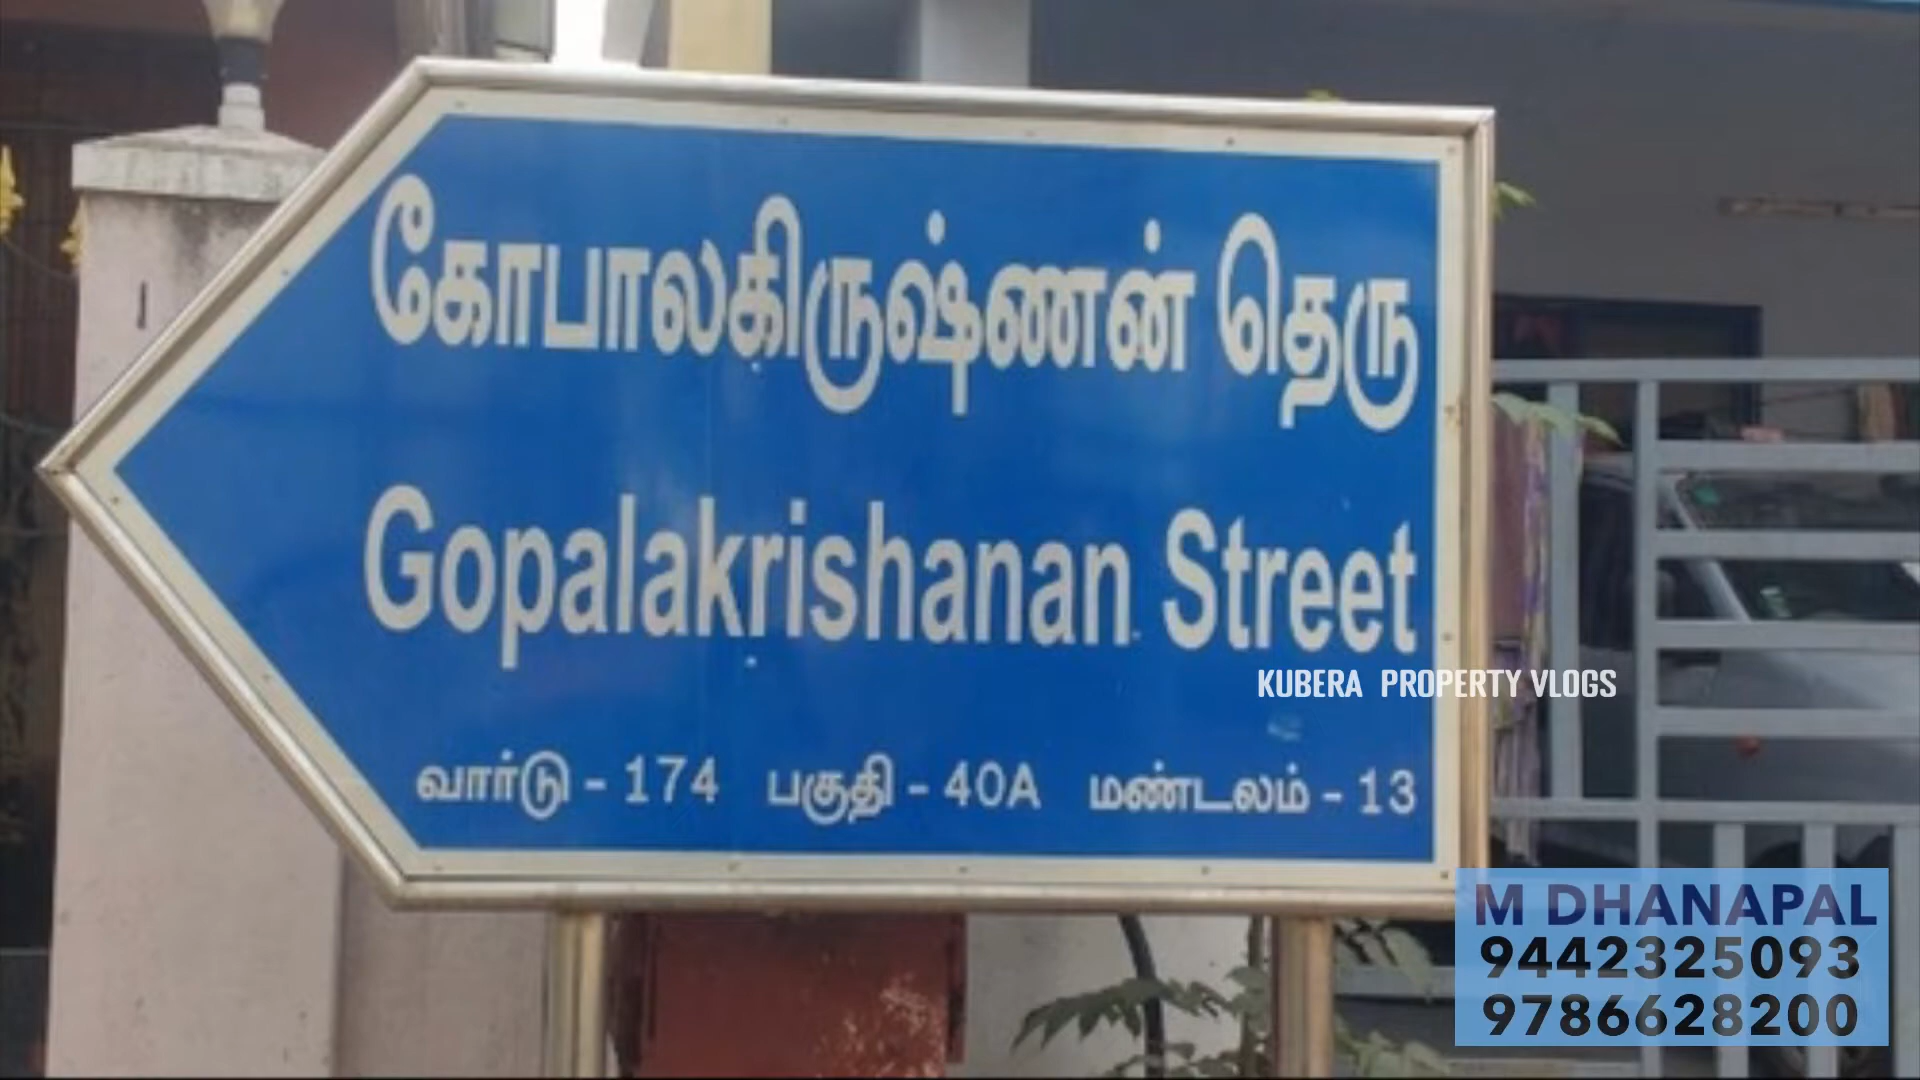 கோபாலகிருஷ்ணன் தெரு
Gopalakrishanan Street
KUBERA PROPERTY VLOGS
வார்டு - 174 பகுதி - 40A மண்டலம் - 13
M DHANAPAL
9442325093
9786628200